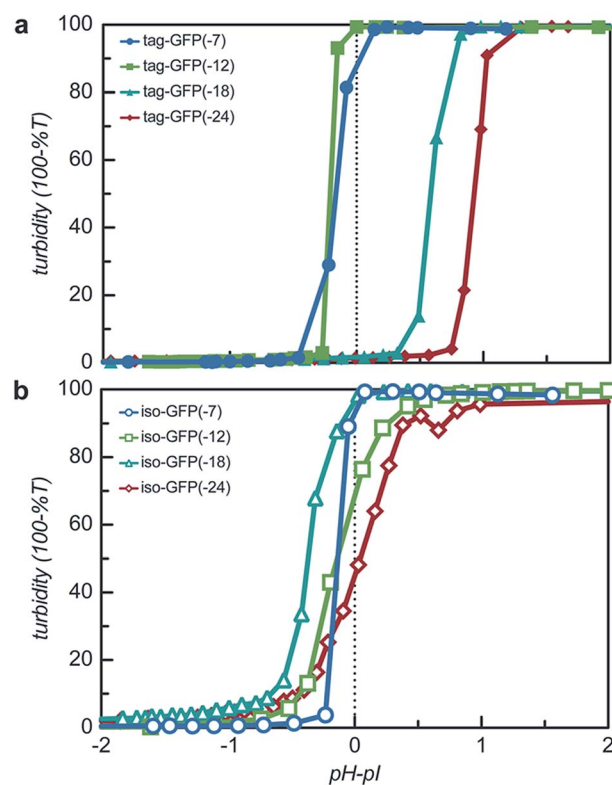 a
100
80
60
40
20
0
turbidity (100-%T)
tag-GFP(-7)
tag-GFP(-12)
tag-GFP(-18)
tag-GFP(-24)
b
100
80
60
40
20
0
turbidity (100-%T)
iso-GFP(-7)
iso-GFP(-12)
iso-GFP(-18)
iso-GFP(-24)
-2 -1 0 1 2
pH-pI